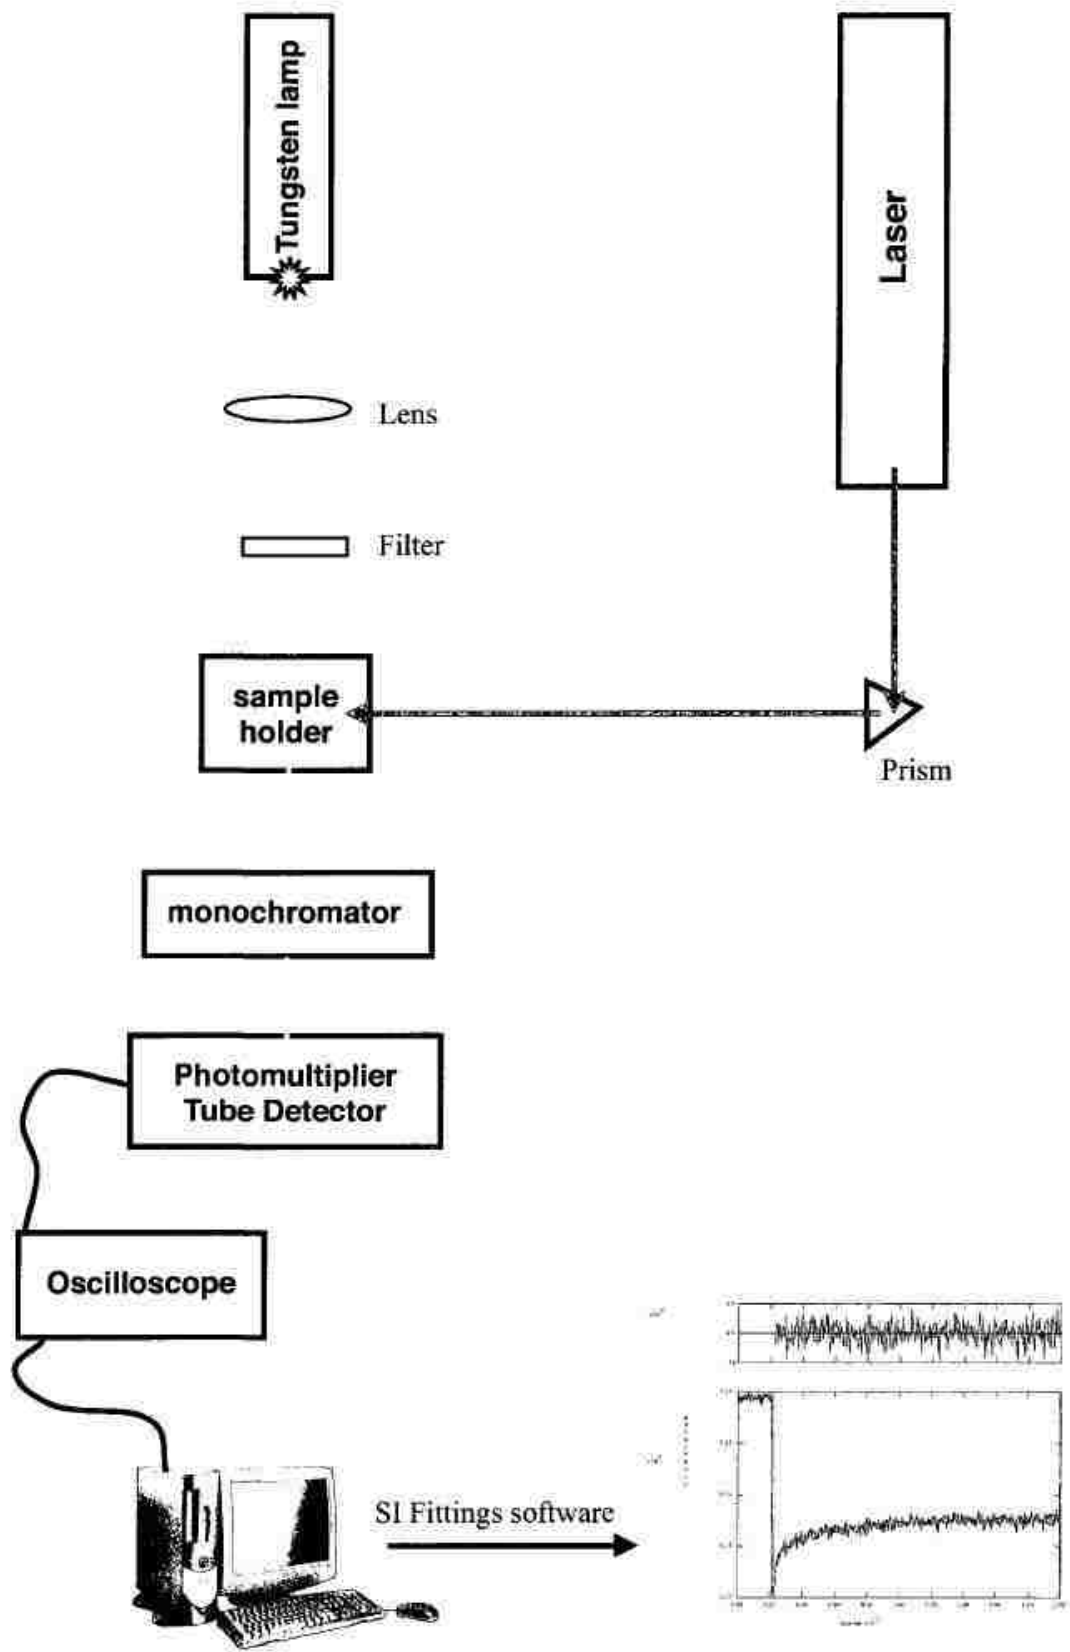 Tungsten lamp
Laser
Lens
Filter
sample
holder
Prism
monochromator
Photomultiplier
Tube Detector
Oscilloscope
SI Fittings software